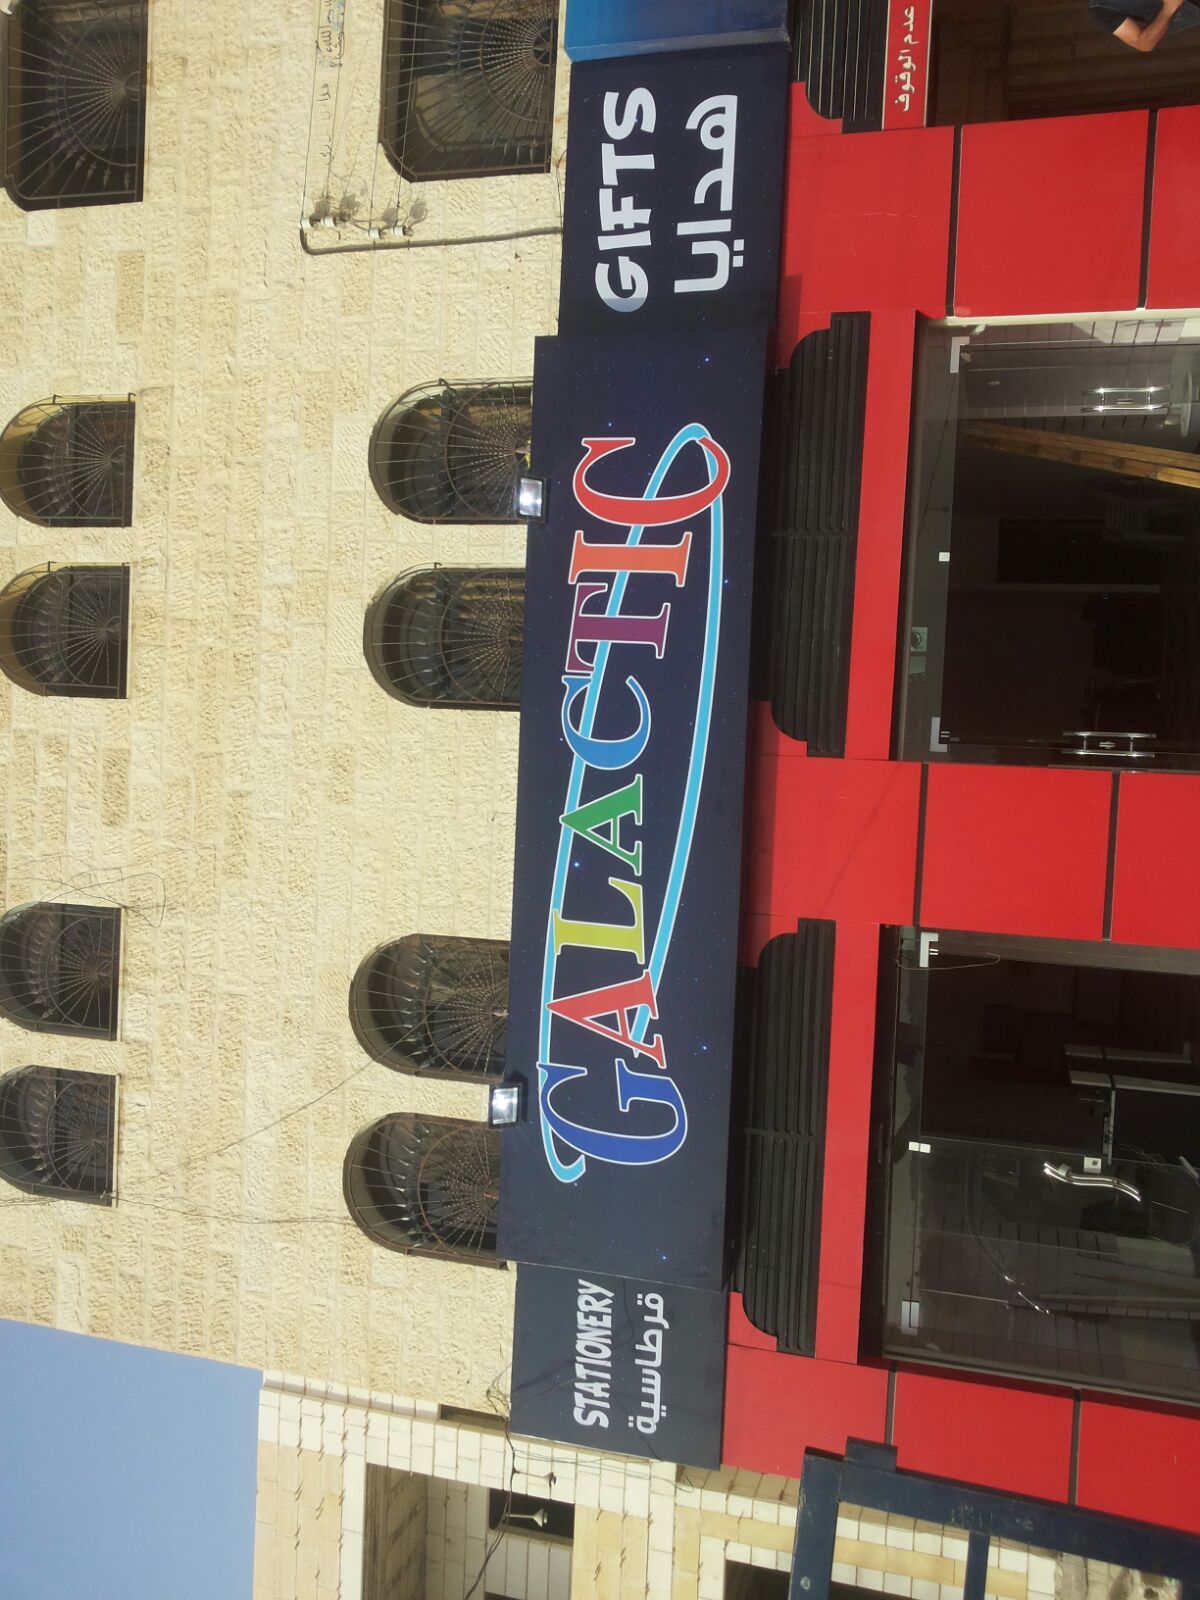 STATIONERY
قرطاسية
GALACTIC
GIFTS
هدايا
عدم الوقوف